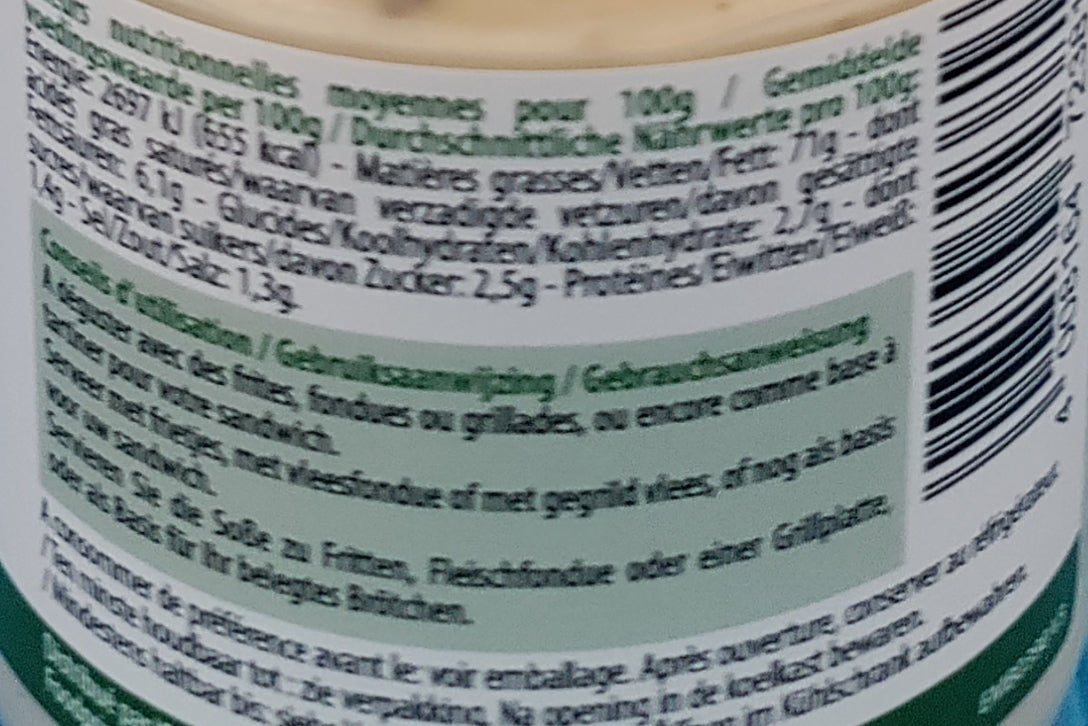 nutritionnelles moyennes pour 100g / Gemiddelde
Voedingswaarde per 100g / Durchschnittliche Nährwerte pro 100g:
Energie: 2697 kJ (655 kcal) - Matières grasses/Vetten/Fett: 71g - dont
acides gras saturés/waarvan verzadigde vetzuren/davon gesättigte
Fettsäuren: 6,1g - Glucides/Koolhydraten/Kohlenhydrate: 2,7g - dont
sucres/waarvan suikers/davon Zucker: 2,5g - Protéines/Eiwitten/Eiweiß:
1,4g - Sel/Zout/Salz: 1,3g.
Conseils d'utilisation / Gebruiksaanwijzing / Gebrauchsanweisung
A déguster avec des frites, fondues ou grillades, ou encore comme base à
tartiner pour votre sandwich.
Serveer met frietjes, met vleesfondue of met gegrild vlees, of nog als basis
voor uw sandwich.
Servieren Sie die Soße zu Fritten, Fleischfondue oder einer Grillplatte,
oder als Basis für Ihr belegtes Brötchen.
A consommer de préférence avant le: voir emballage. Après ouverture, conserver au réfrigérateur.
/ Ten minste houdbaar tot : zie verpakking. Na opening in de koelkast bewaren.
/ Mindestens haltbar bis: siehe im Kühlschrank aufbewahren.